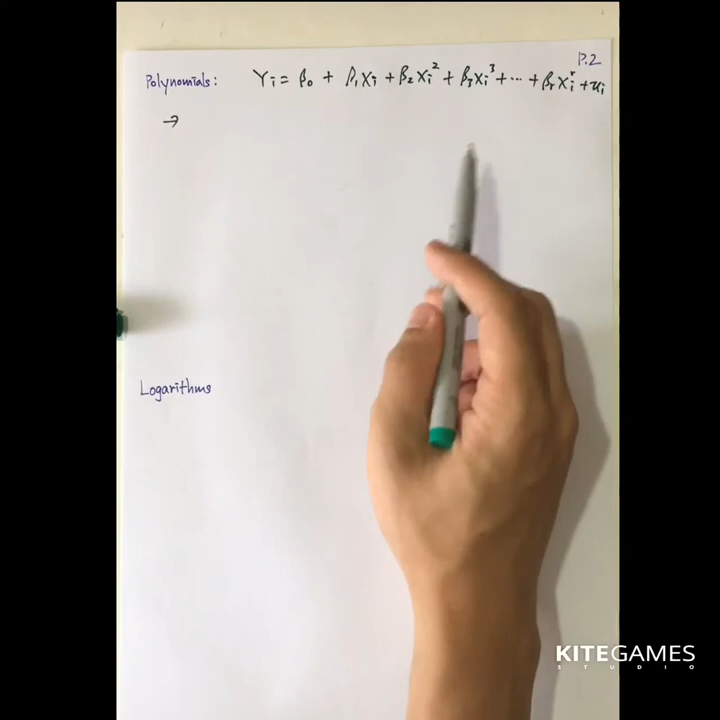 P.2
Polynomials: Yi = β0 + β1Xi + β2Xi² + β3Xi³ + ... + βrXiʳ + ui
→
Logarithms
KITEGAMES
STUDIO